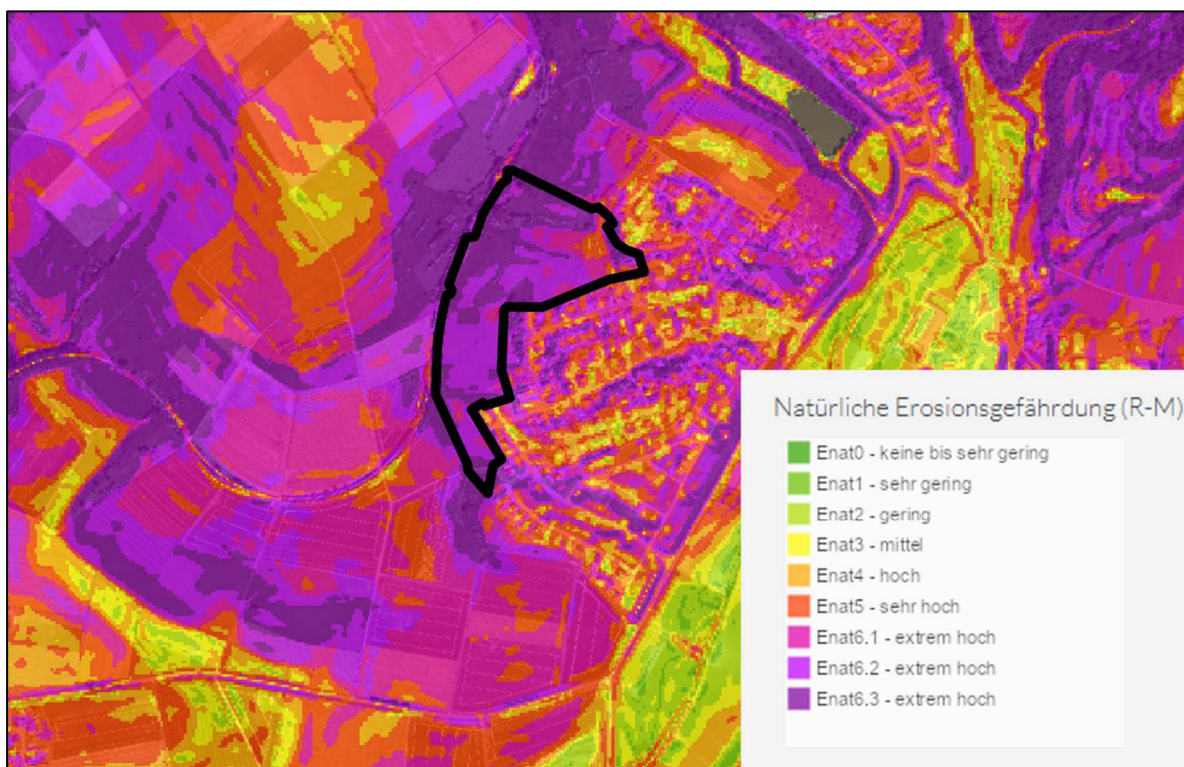 Natürliche Erosionsgefährdung (R-M)
Enat0 - keine bis sehr gering
Enat1 - sehr gering
Enat2 - gering
Enat3 - mittel
Enat4 - hoch
Enat5 - sehr hoch
Enat6.1 - extrem hoch
Enat6.2 - extrem hoch
Enat6.3 - extrem hoch